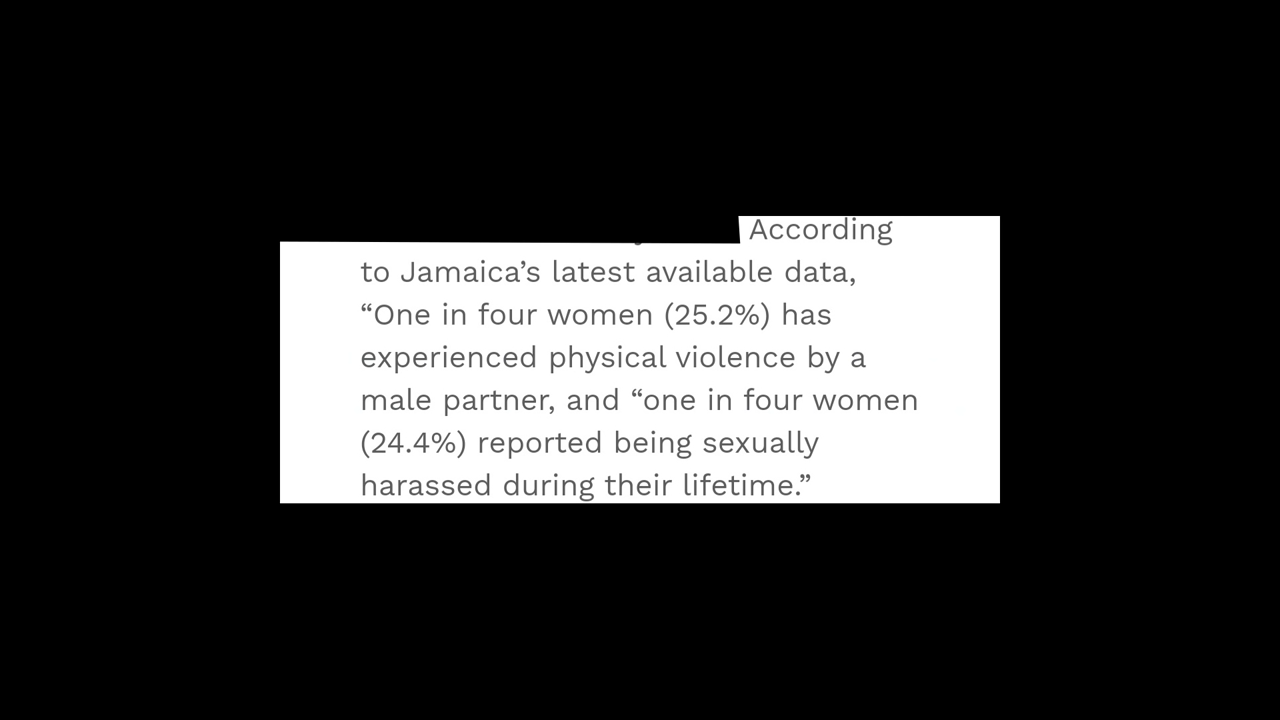 According
to Jamaica’s latest available data,
“One in four women (25.2%) has
experienced physical violence by a
male partner, and “one in four women
(24.4%) reported being sexually
harassed during their lifetime.”